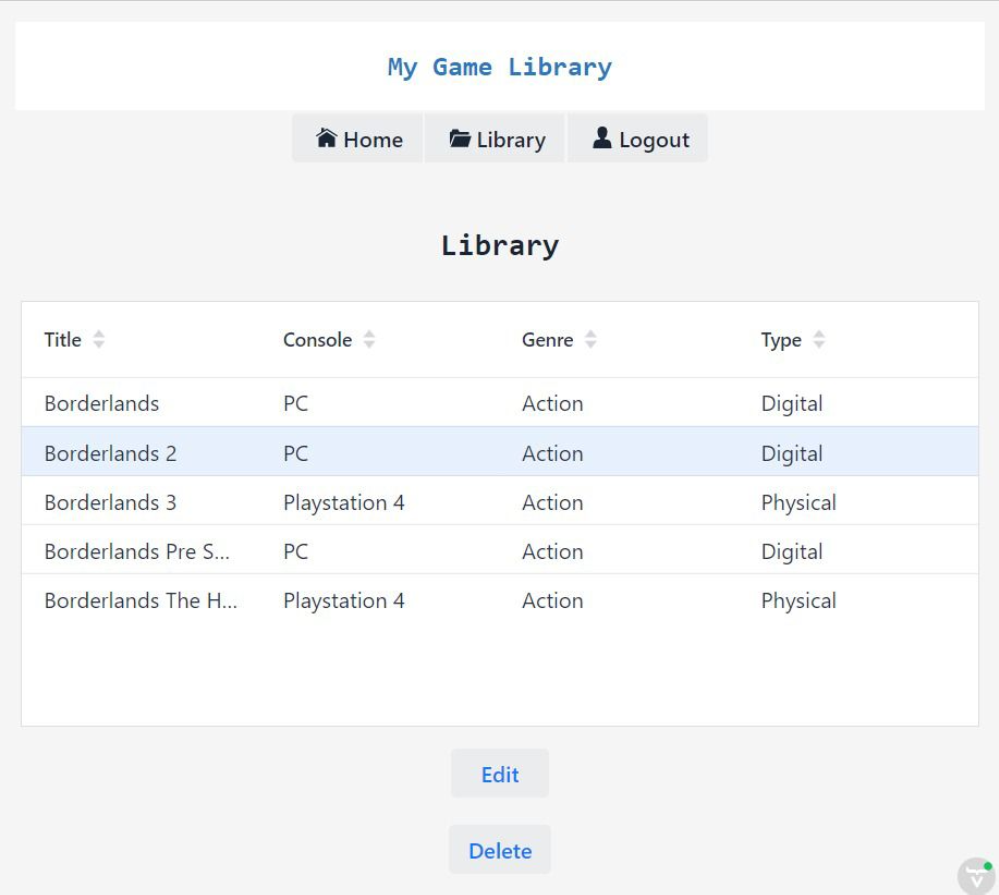 My Game Library
Home Library Logout
Library
Title Console Genre Type
Borderlands PC Action Digital
Borderlands 2 PC Action Digital
Borderlands 3 Playstation 4 Action Physical
Borderlands Pre S... PC Action Digital
Borderlands The H... Playstation 4 Action Physical
Edit
Delete